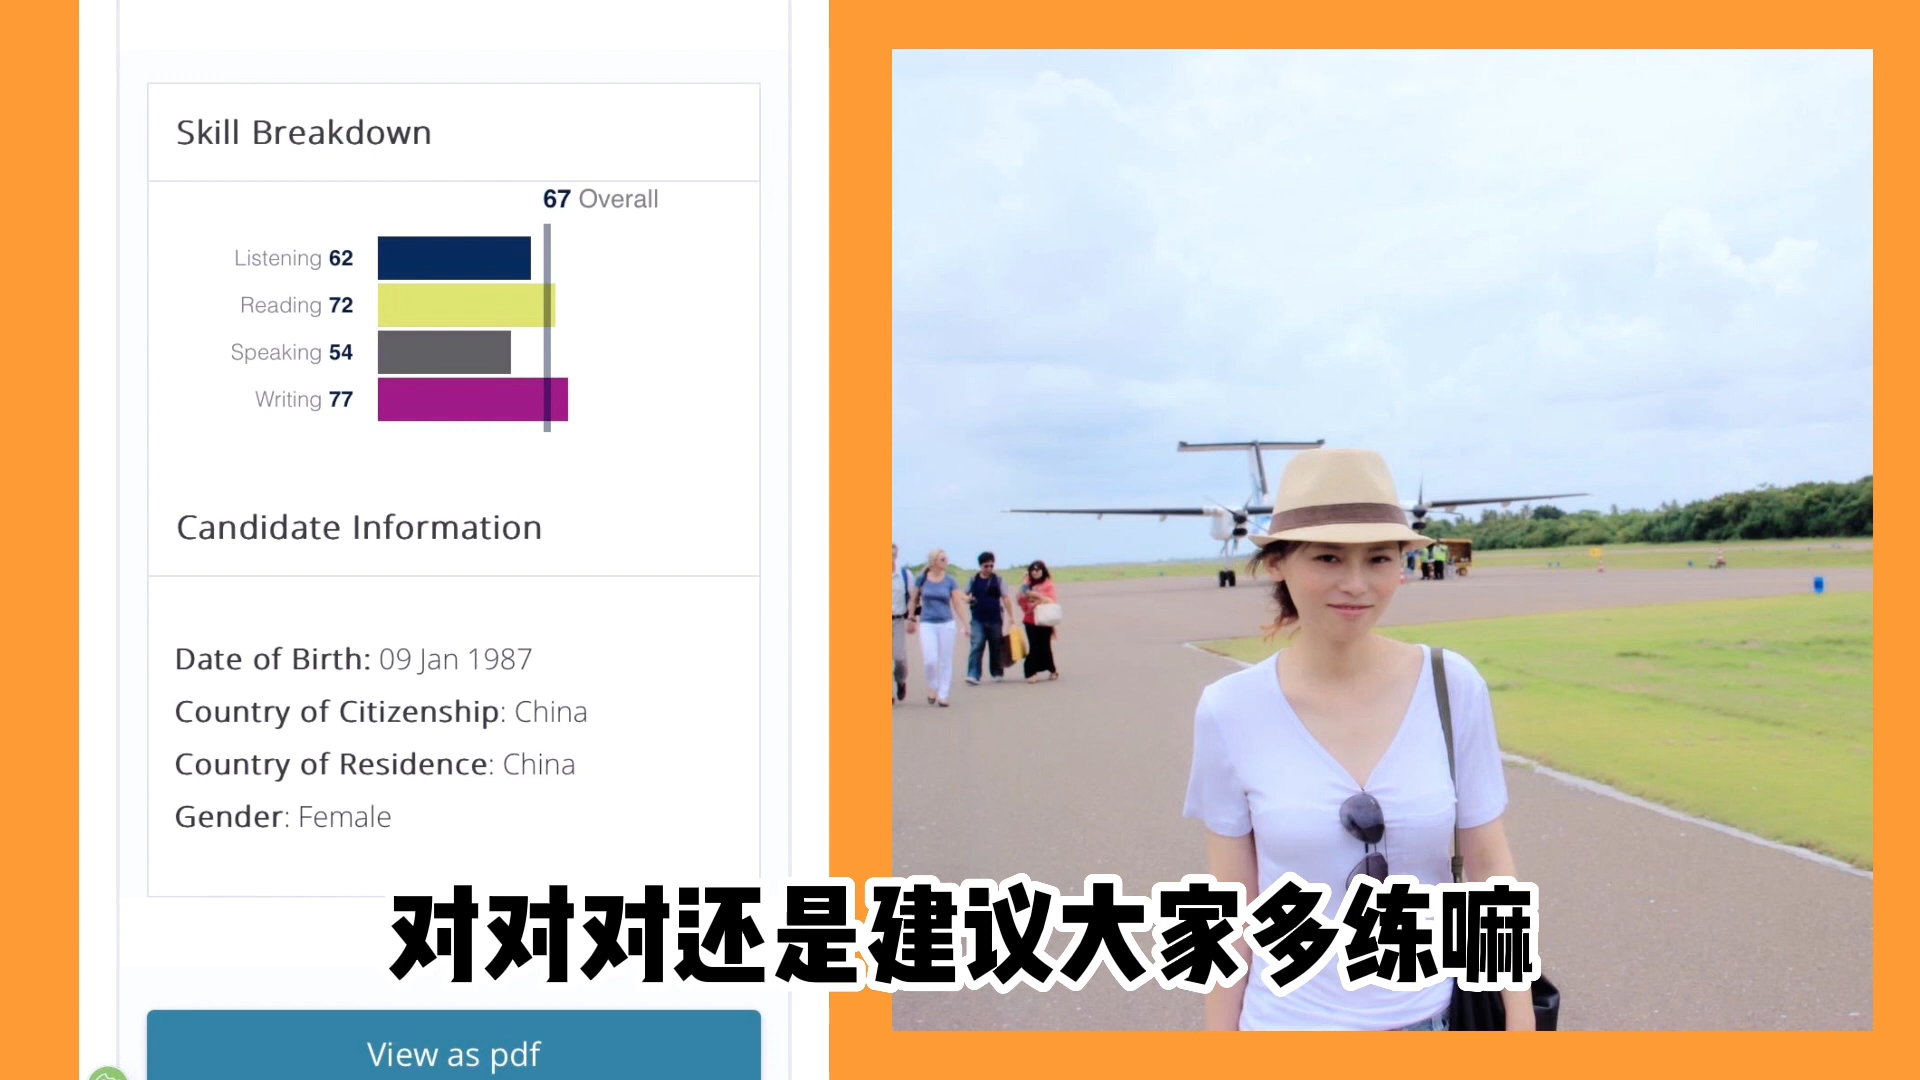 Skill Breakdown
67 Overall
Listening 62
Reading 72
Speaking 54
Writing 77
Candidate Information
Date of Birth: 09 Jan 1987
Country of Citizenship: China
Country of Residence: China
Gender: Female
对对对还是建议大家多练嘛
View as pdf